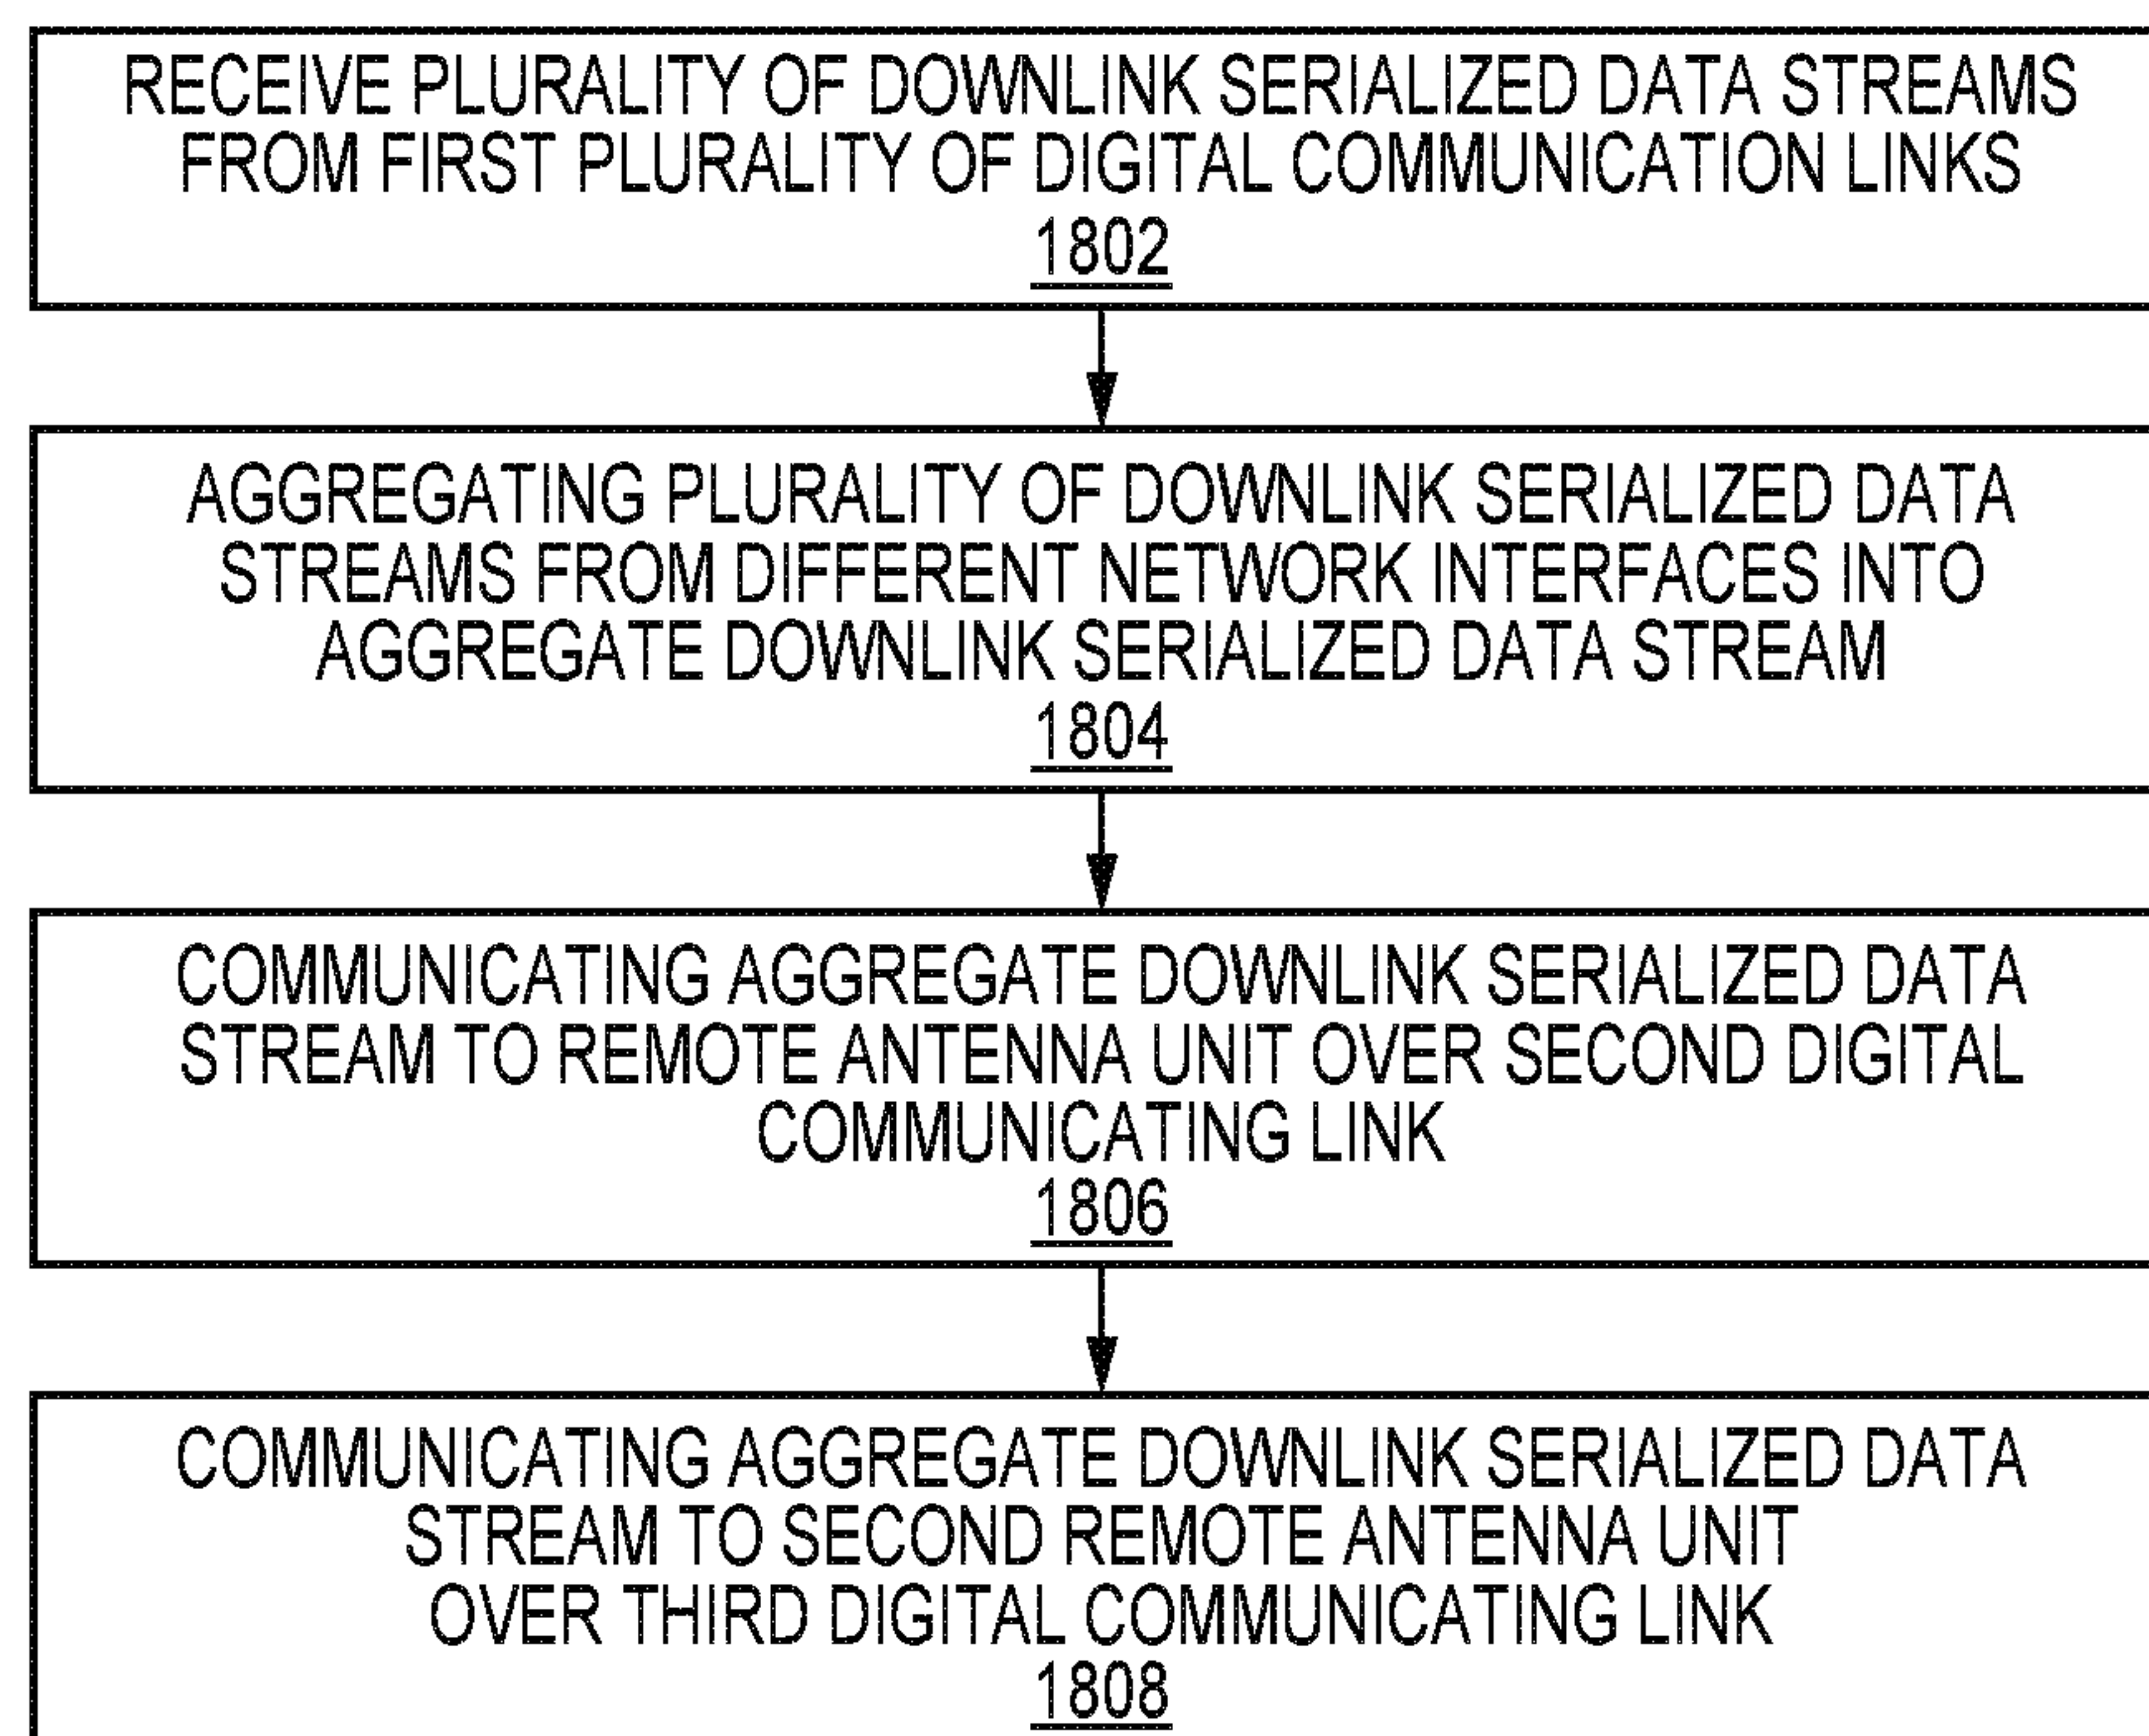 RECEIVE PLURALITY OF DOWNLINK SERIALIZED DATA STREAMS
FROM FIRST PLURALITY OF DIGITAL COMMUNICATION LINKS
1802
AGGREGATING PLURALITY OF DOWNLINK SERIALIZED DATA
STREAMS FROM DIFFERENT NETWORK INTERFACES INTO
AGGREGATE DOWNLINK SERIALIZED DATA STREAM
1804
COMMUNICATING AGGREGATE DOWNLINK SERIALIZED DATA
STREAM TO REMOTE ANTENNA UNIT OVER SECOND DIGITAL
COMMUNICATING LINK
1806
COMMUNICATING AGGREGATE DOWNLINK SERIALIZED DATA
STREAM TO SECOND REMOTE ANTENNA UNIT
OVER THIRD DIGITAL COMMUNICATING LINK
1808